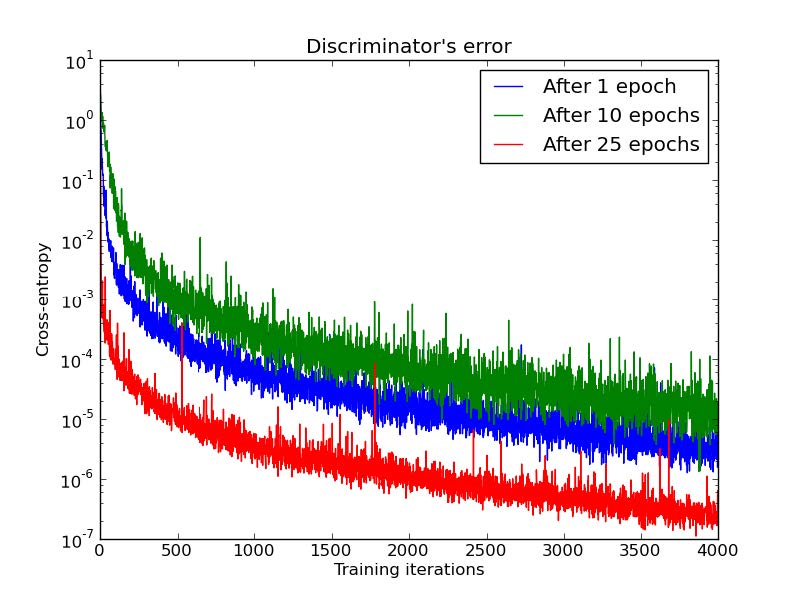 Discriminator's error
10^1
10^0
10^-1
10^-2
10^-3
10^-4
10^-5
10^-6
10^-7
Cross-entropy
After 1 epoch
After 10 epochs
After 25 epochs
0 500 1000 1500 2000 2500 3000 3500 4000
Training iterations